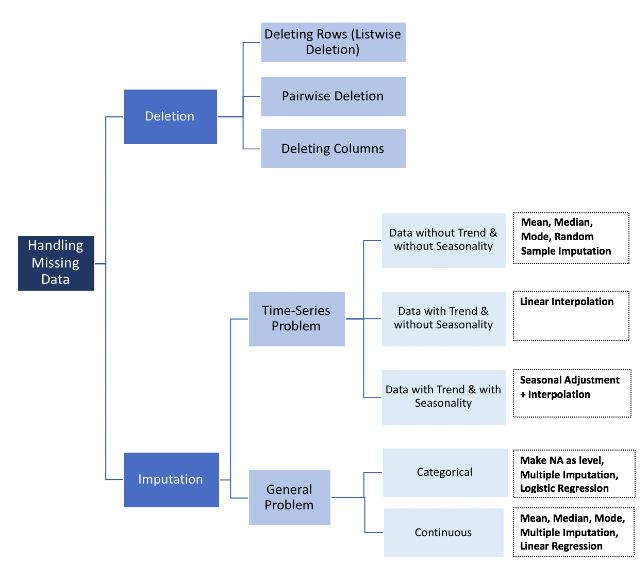 Deleting Rows (Listwise
Deletion)
Deletion
Pairwise Deletion
Deleting Columns
Handling
Missing
Data
Data without Trend &
without Seasonality
Mean, Median,
Mode, Random
Sample Imputation
Time-Series
Problem
Data with Trend &
without Seasonality
Linear Interpolation
Data with Trend & with
Seasonality
Seasonal Adjustment
+ Interpolation
Imputation
General
Problem
Categorical
Make NA as level,
Multiple Imputation,
Logistic Regression
Continuous
Mean, Median, Mode,
Multiple Imputation,
Linear Regression